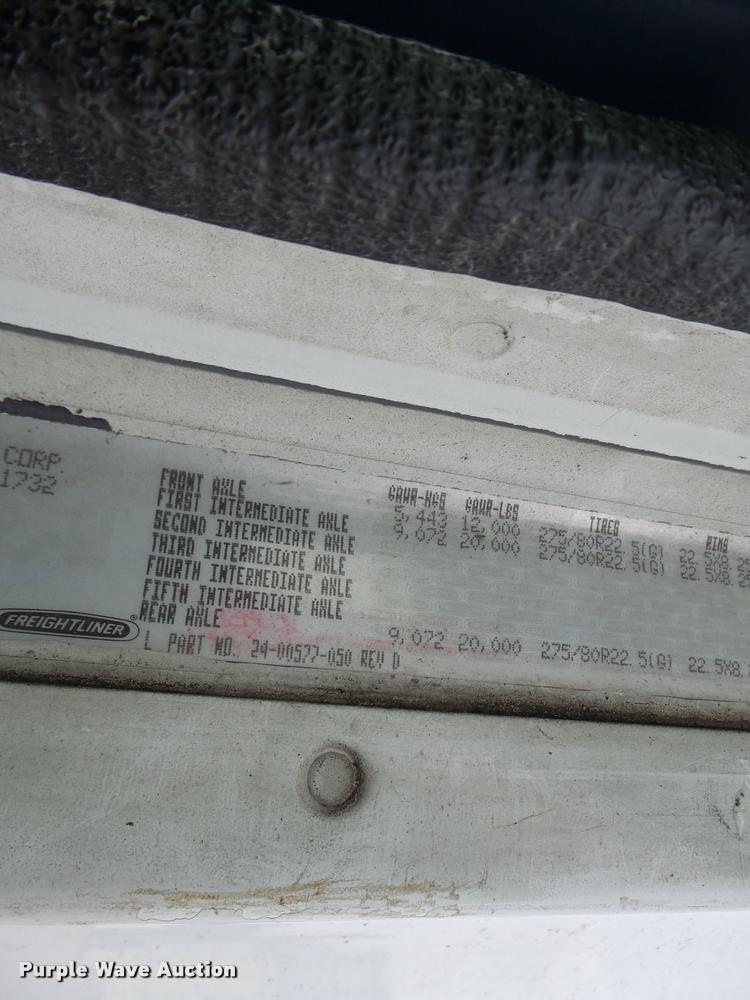 CORP.
1732
GAWR-KGS GAWR-LBS TIRES RIMS
FRONT AXLE 5,443 12,000 275/80R22.5(G) 22.5X8.25
FIRST INTERMEDIATE AXLE 9,072 20,000 275/80R22.5(G) 22.5X8.25
SECOND INTERMEDIATE AXLE
THIRD INTERMEDIATE AXLE
FOURTH INTERMEDIATE AXLE
FIFTH INTERMEDIATE AXLE
REAR AXLE 9,072 20,000 275/80R22.5(G) 22.5X8.
FREIGHTLINER®
L PART NO. 24-00577-050 REV D
Purple Wave Auction